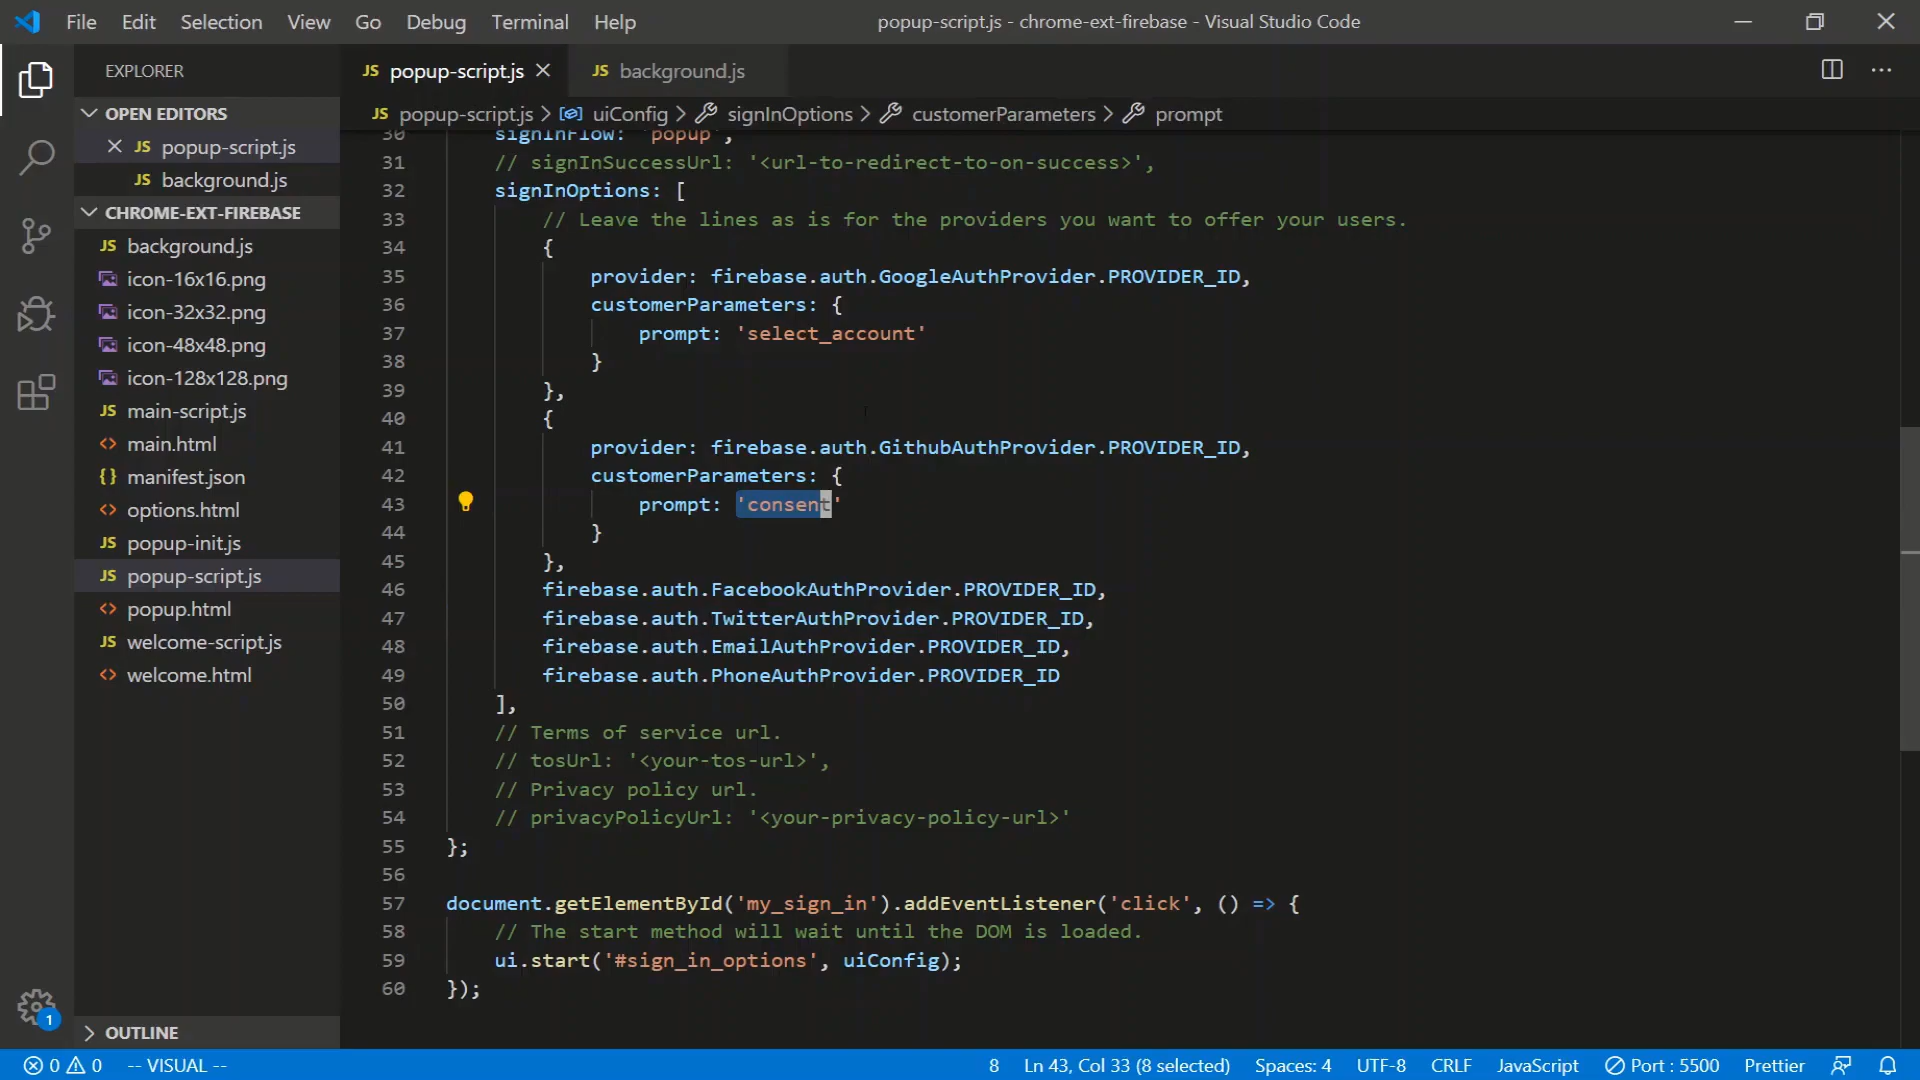 File Edit Selection View Go Debug Terminal Help
popup-script.js - chrome-ext-firebase - Visual Studio Code
EXPLORER
OPEN EDITORS
JS popup-script.js
JS background.js
CHROME-EXT-FIREBASE
JS background.js
icon-16x16.png
icon-32x32.png
icon-48x48.png
icon-128x128.png
JS main-script.js
<> main.html
{} manifest.json
<> options.html
JS popup-init.js
JS popup-script.js
<> popup.html
JS welcome-script.js
<> welcome.html
OUTLINE
1
JS popup-script.js
JS background.js
JS popup-script.js > uiConfig > signInOptions > customerParameters > prompt
30 signInFlow: 'popup',
31 // signInSuccessUrl: '<url-to-redirect-to-on-success>',
32 signInOptions: [
33 // Leave the lines as is for the providers you want to offer your users.
34 {
35 provider: firebase.auth.GoogleAuthProvider.PROVIDER_ID,
36 customerParameters: {
37 prompt: 'select_account'
38 }
39 },
40 {
41 provider: firebase.auth.GithubAuthProvider.PROVIDER_ID,
42 customerParameters: {
43 prompt: 'consent'
44 }
45 },
46 firebase.auth.FacebookAuthProvider.PROVIDER_ID,
47 firebase.auth.TwitterAuthProvider.PROVIDER_ID,
48 firebase.auth.EmailAuthProvider.PROVIDER_ID,
49 firebase.auth.PhoneAuthProvider.PROVIDER_ID
50 ],
51 // Terms of service url.
52 // tosUrl: '<your-tos-url>',
53 // Privacy policy url.
54 // privacyPolicyUrl: '<your-privacy-policy-url>'
55 };
56
57 document.getElementById('my_sign_in').addEventListener('click', () => {
58 // The start method will wait until the DOM is loaded.
59 ui.start('#sign_in_options', uiConfig);
60 });
0 0 -- VISUAL -- 8 Ln 43, Col 33 (8 selected) Spaces: 4 UTF-8 CRLF JavaScript Port : 5500 Prettier